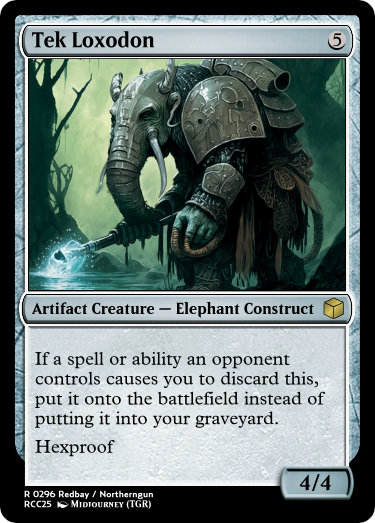 Tek Loxodon 5
Artifact Creature — Elephant Construct
If a spell or ability an opponent
controls causes you to discard this,
put it onto the battlefield instead of
putting it into your graveyard.
Hexproof
4/4
R 0296 Redbay / Northerngun
RCC25 Midjourney (TGR)